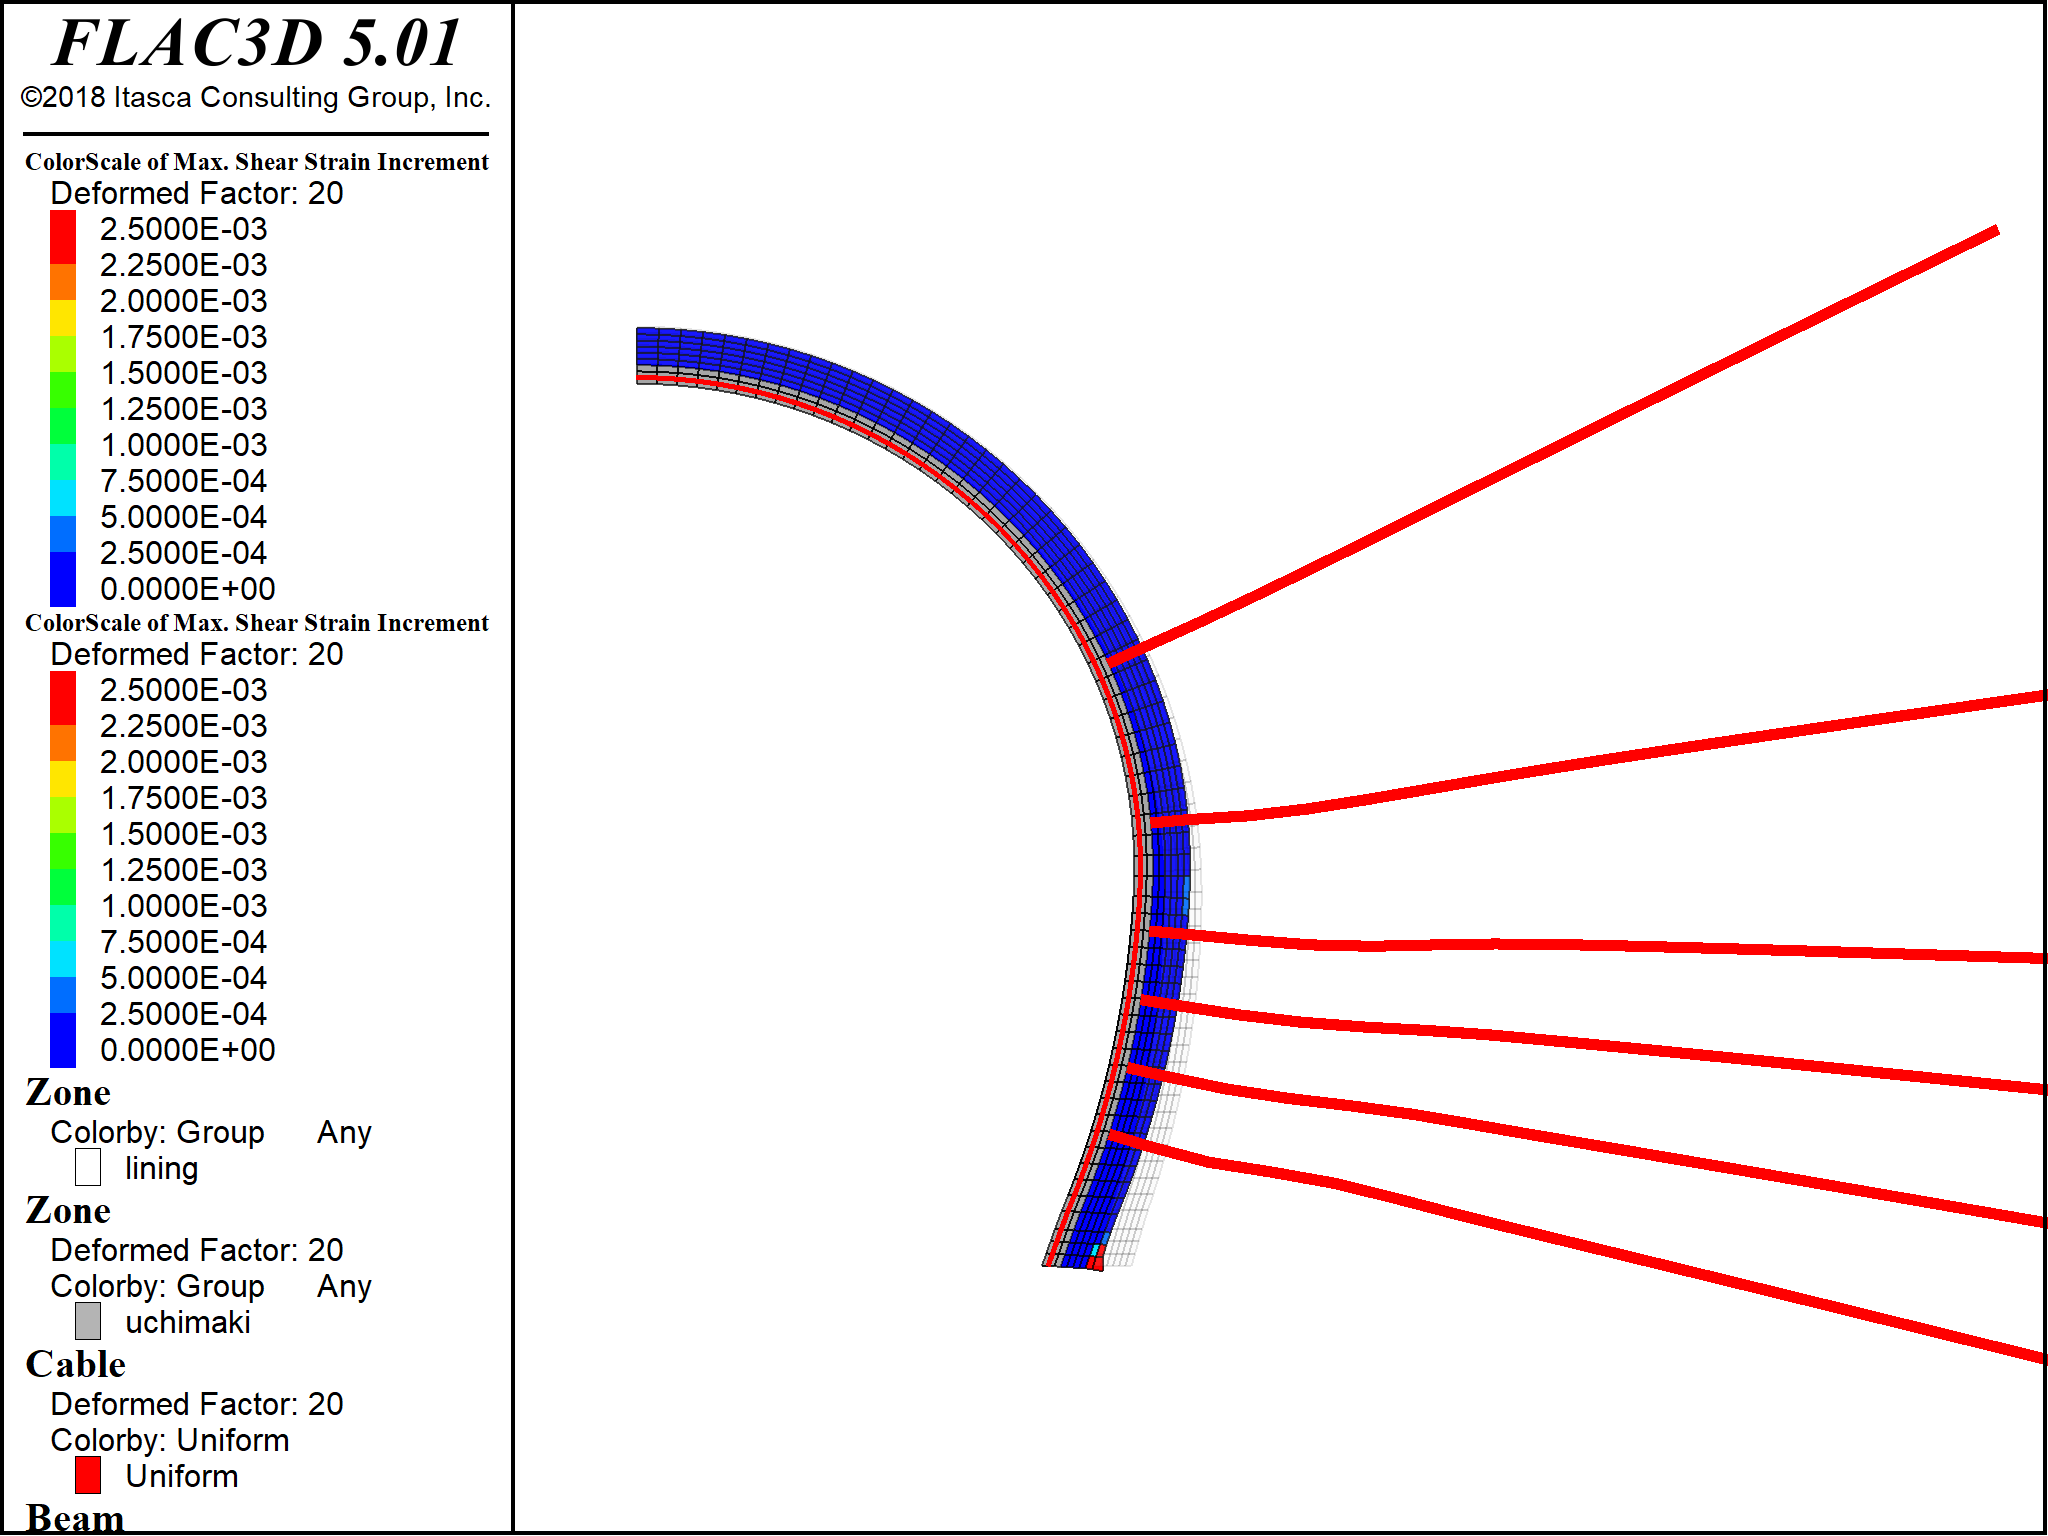 FLAC3D 5.01
©2018 Itasca Consulting Group, Inc.
ColorScale of Max. Shear Strain Increment
Deformed Factor: 20
2.5000E-03
2.2500E-03
2.0000E-03
1.7500E-03
1.5000E-03
1.2500E-03
1.0000E-03
7.5000E-04
5.0000E-04
2.5000E-04
0.0000E+00
ColorScale of Max. Shear Strain Increment
Deformed Factor: 20
2.5000E-03
2.2500E-03
2.0000E-03
1.7500E-03
1.5000E-03
1.2500E-03
1.0000E-03
7.5000E-04
5.0000E-04
2.5000E-04
0.0000E+00
Zone
Colorby: Group Any
lining
Zone
Deformed Factor: 20
Colorby: Group Any
uchimaki
Cable
Deformed Factor: 20
Colorby: Uniform
Uniform
Beam